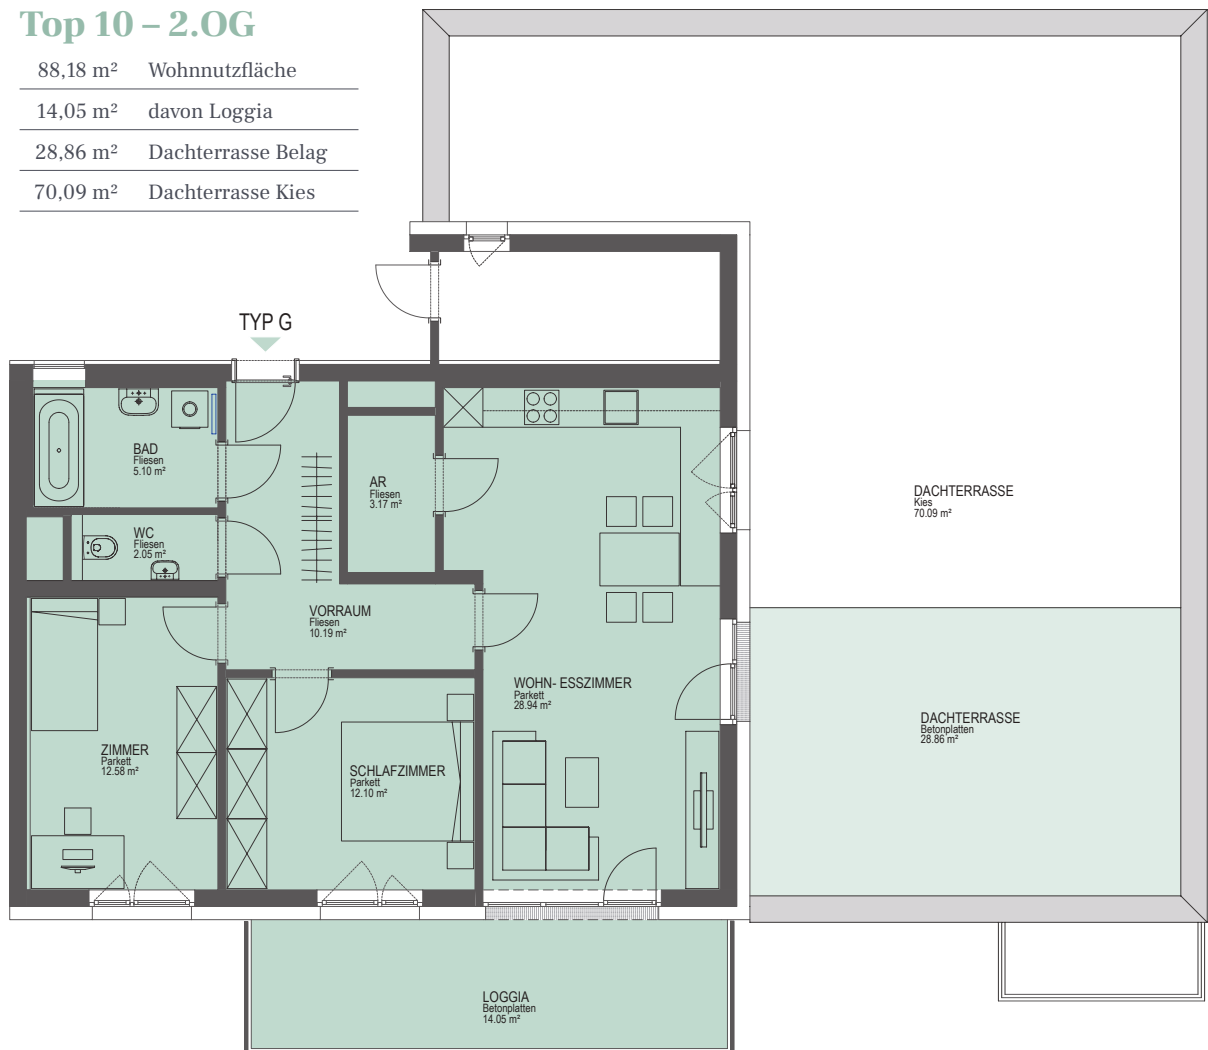 Top 10 – 2.OG
88,18 m² Wohnnutzfläche
14,05 m² davon Loggia
28,86 m² Dachterrasse Belag
70,09 m² Dachterrasse Kies
TYP G
BAD
Fliesen
5.10 m²
AR
Fliesen
3.17 m²
DACHTERRASSE
Kies
70.09 m²
WC
Fliesen
2.05 m²
VORRAUM
Fliesen
10.19 m²
WOHN- ESSZIMMER
Parkett
28.94 m²
DACHTERRASSE
Betonplatten
28.86 m²
ZIMMER
Parkett
12.58 m²
SCHLAFZIMMER
Parkett
12.10 m²
LOGGIA
Betonplatten
14.05 m²